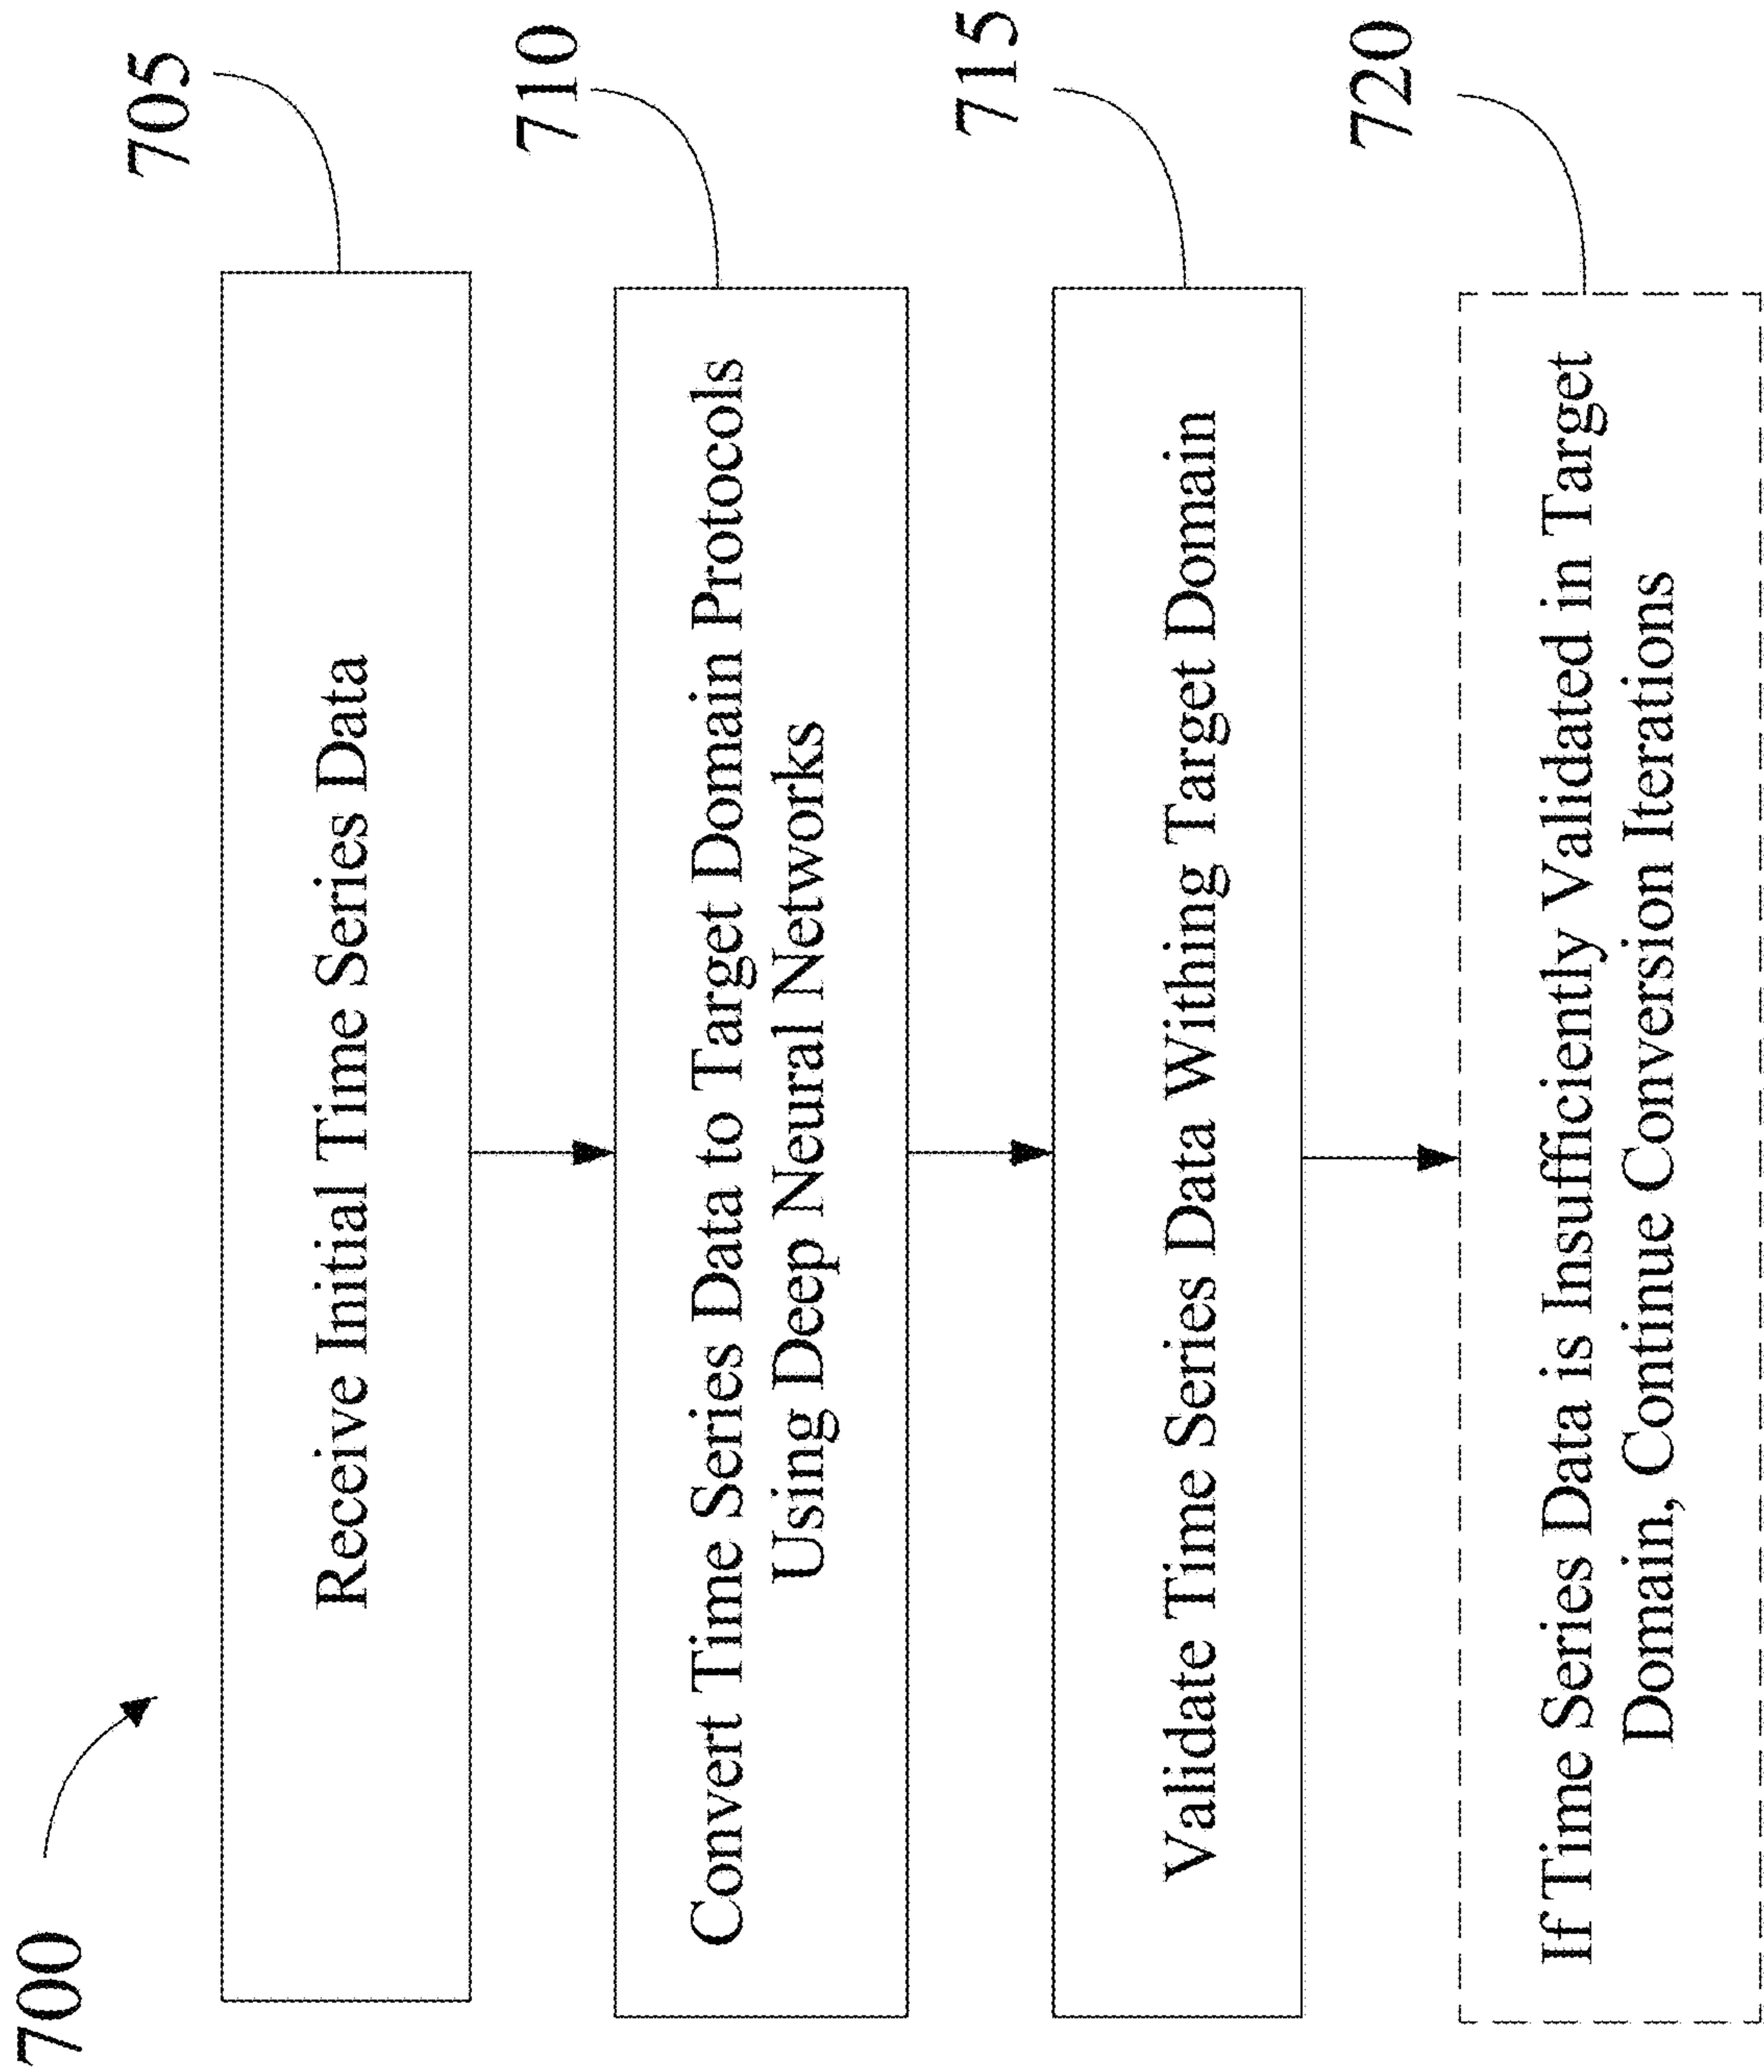 700
705
Receive Initial Time Series Data
710
Convert Time Series Data to Target Domain Protocols
Using Deep Neural Networks
715
Validate Time Series Data Withing Target Domain
720
If Time Series Data is Insufficiently Validated in Target
Domain, Continue Conversion Iterations